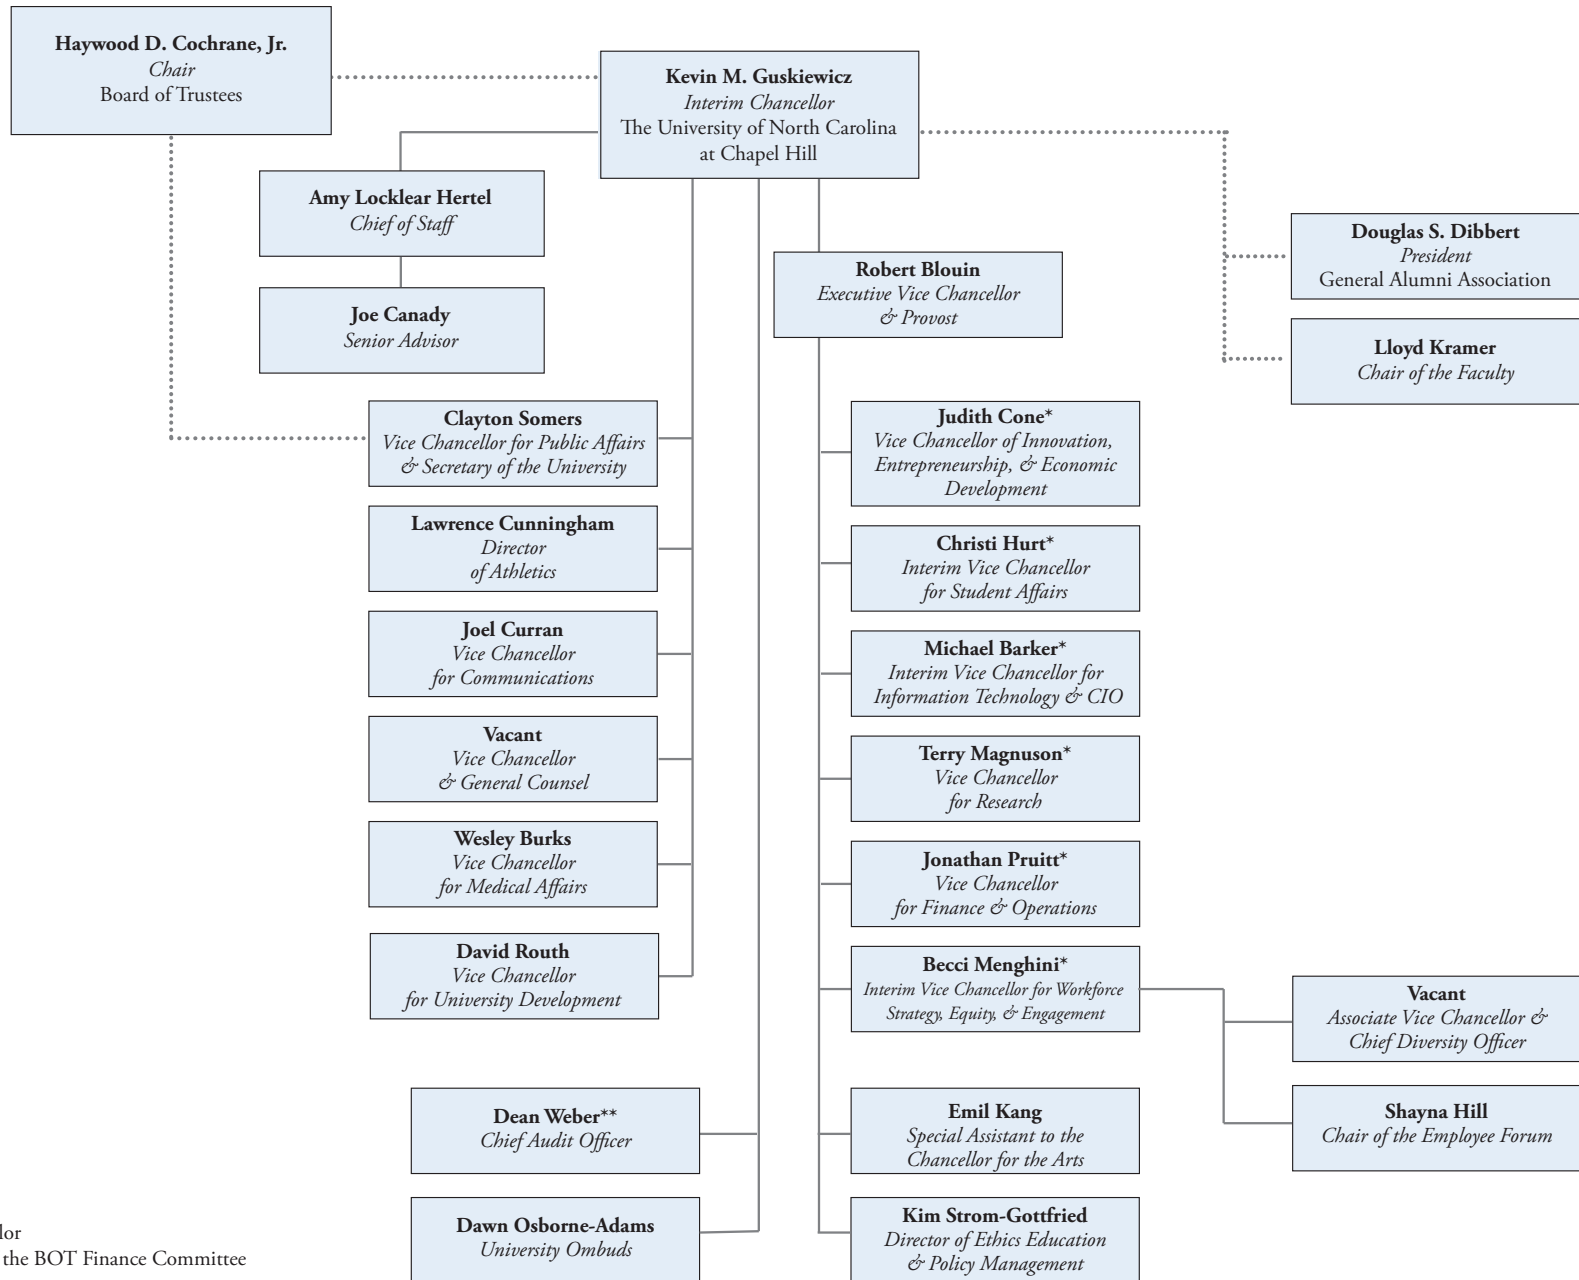 Haywood D. Cochrane, Jr.
Chair
Board of Trustees
Kevin M. Guskiewicz
Interim Chancellor
The University of North Carolina
at Chapel Hill
Amy Locklear Hertel
Chief of Staff
Joe Canady
Senior Advisor
Robert Blouin
Executive Vice Chancellor
& Provost
Douglas S. Dibbert
President
General Alumni Association
Lloyd Kramer
Chair of the Faculty
Clayton Somers
Vice Chancellor for Public Affairs
& Secretary of the University
Lawrence Cunningham
Director
of Athletics
Joel Curran
Vice Chancellor
for Communications
Vacant
Vice Chancellor
& General Counsel
Wesley Burks
Vice Chancellor
for Medical Affairs
David Routh
Vice Chancellor
for University Development
Judith Cone*
Vice Chancellor of Innovation,
Entrepreneurship, & Economic
Development
Christi Hurt*
Interim Vice Chancellor
for Student Affairs
Michael Barker*
Interim Vice Chancellor for
Information Technology & CIO
Terry Magnuson*
Vice Chancellor
for Research
Jonathan Pruitt*
Vice Chancellor
for Finance & Operations
Becci Menghini*
Interim Vice Chancellor for Workforce
Strategy, Equity, & Engagement
Vacant
Associate Vice Chancellor &
Chief Diversity Officer
Shayna Hill
Chair of the Employee Forum
Dean Weber**
Chief Audit Officer
Dawn Osborne-Adams
University Ombuds
Emil Kang
Special Assistant to the
Chancellor for the Arts
Kim Strom-Gottfried
Director of Ethics Education
& Policy Management
lor
the BOT Finance Committee